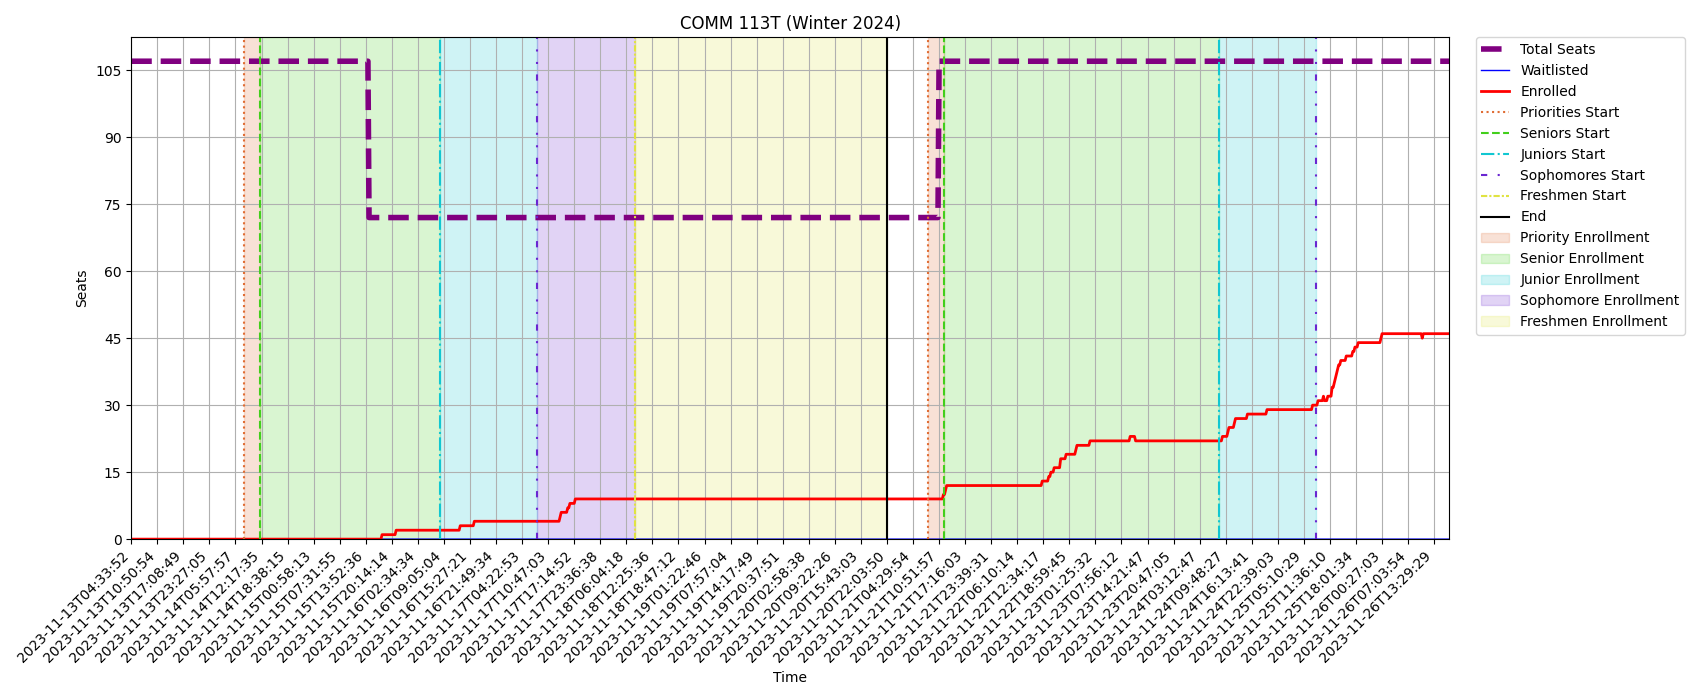 COMM 113T (Winter 2024)
Seats
105
90
75
60
45
30
15
0
2023-11-13T04:33:52
2023-11-13T10:50:54
2023-11-13T17:08:49
2023-11-13T23:27:05
2023-11-14T05:57:57
2023-11-14T12:17:35
2023-11-14T18:38:15
2023-11-15T00:58:13
2023-11-15T07:31:55
2023-11-15T13:52:36
2023-11-15T20:14:14
2023-11-16T02:34:34
2023-11-16T09:05:04
2023-11-16T15:27:21
2023-11-16T21:49:34
2023-11-17T04:22:53
2023-11-17T10:47:03
2023-11-17T17:14:52
2023-11-17T23:36:38
2023-11-18T06:04:18
2023-11-18T12:25:36
2023-11-18T18:47:12
2023-11-19T01:22:46
2023-11-19T07:57:04
2023-11-19T14:17:49
2023-11-19T20:37:51
2023-11-20T02:58:38
2023-11-20T09:22:26
2023-11-20T15:43:03
2023-11-20T22:03:50
2023-11-21T04:29:54
2023-11-21T10:51:57
2023-11-21T17:16:03
2023-11-21T23:39:31
2023-11-22T06:10:14
2023-11-22T12:34:17
2023-11-22T18:59:45
2023-11-23T01:25:32
2023-11-23T07:56:12
2023-11-23T14:21:47
2023-11-23T20:47:05
2023-11-24T03:12:47
2023-11-24T09:48:27
2023-11-24T16:13:41
2023-11-24T22:39:03
2023-11-25T05:10:29
2023-11-25T11:36:10
2023-11-25T18:01:34
2023-11-26T00:27:03
2023-11-26T07:03:54
2023-11-26T13:29:29
Time
Total Seats
Waitlisted
Enrolled
Priorities Start
Seniors Start
Juniors Start
Sophomores Start
Freshmen Start
End
Priority Enrollment
Senior Enrollment
Junior Enrollment
Sophomore Enrollment
Freshmen Enrollment